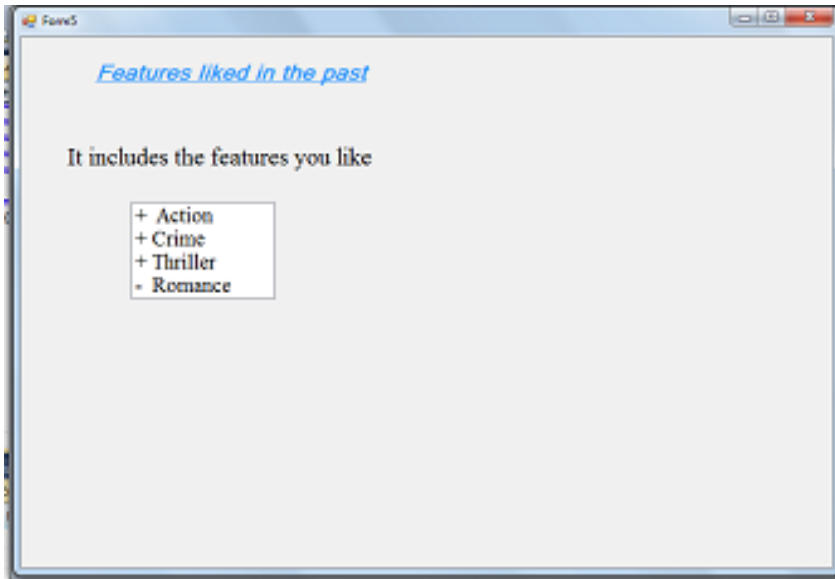 Form5
Features liked in the past
It includes the features you like
+ Action
+ Crime
+ Thriller
- Romance